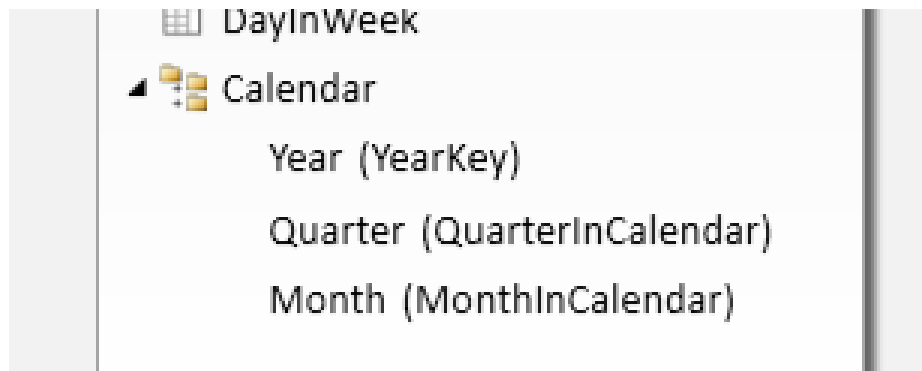 DayInWeek
Calendar
Year (YearKey)
Quarter (QuarterInCalendar)
Month (MonthInCalendar)